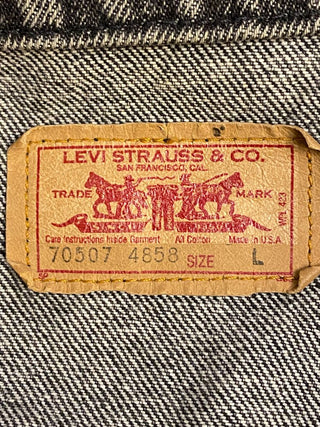 LEVI STRAUSS & CO.
SAN FRANCISCO, CAL.
TRADE MARK
Care Instructions Inside Garment All Cotton Made in U.S.A
70507 4858 SIZE L